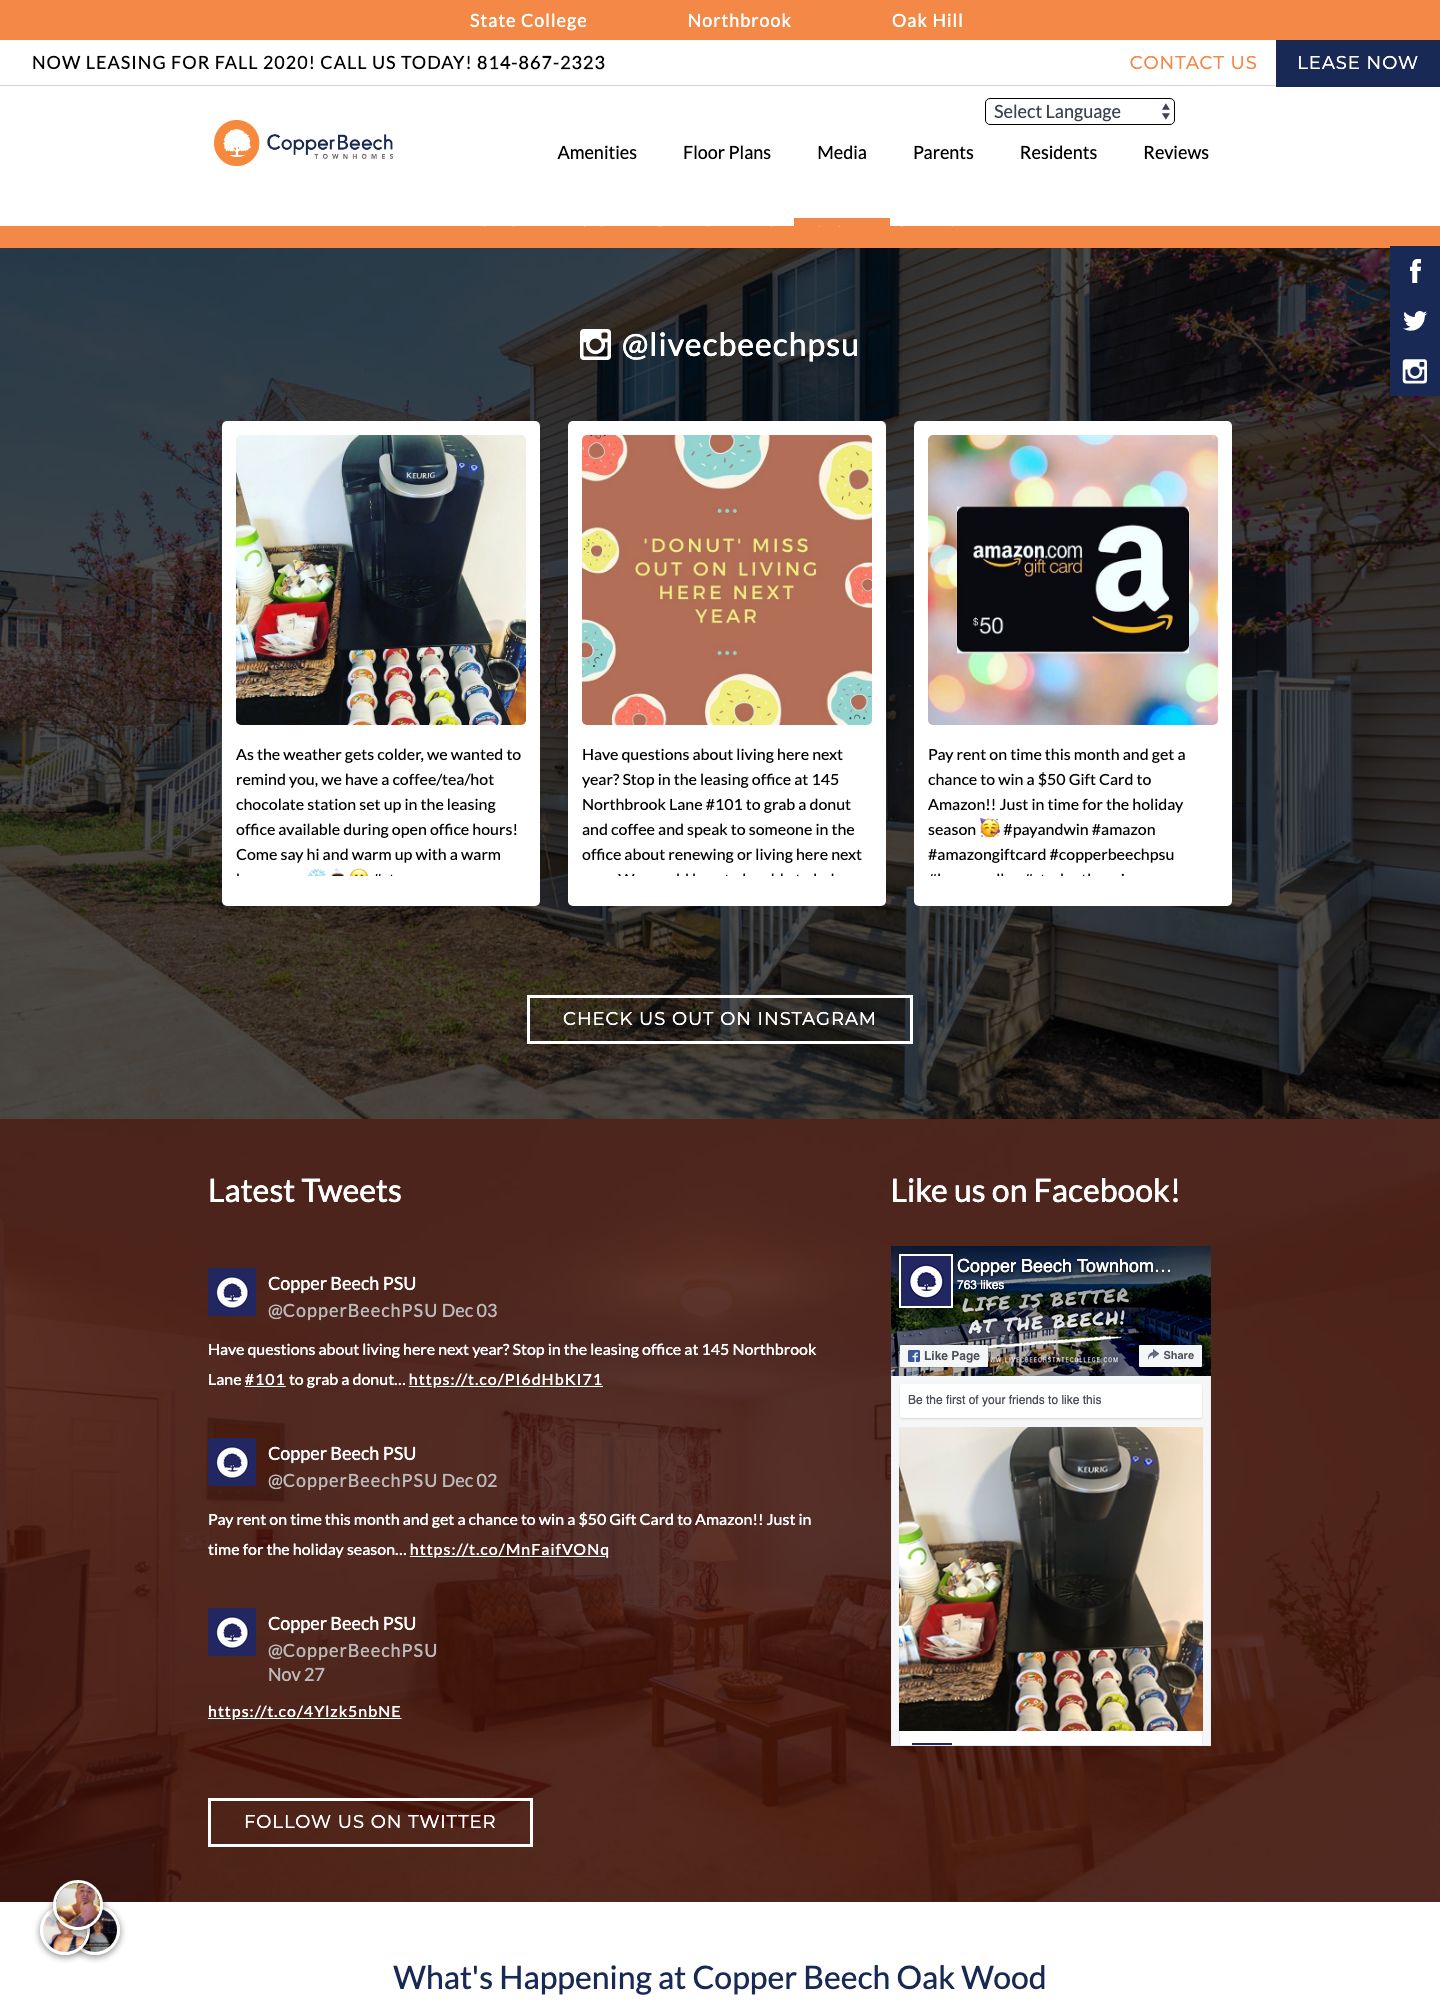 State College Northbrook Oak Hill
NOW LEASING FOR FALL 2020! CALL US TODAY! 814-867-2323 CONTACT US LEASE NOW
Select Language
CopperBeech
TOWNHOMES
Amenities Floor Plans Media Parents Residents Reviews
@livecbeechpsu
KEURIG
As the weather gets colder, we wanted to
remind you, we have a coffee/tea/hot
chocolate station set up in the leasing
office available during open office hours!
Come say hi and warm up with a warm
'DONUT' MISS
OUT ON LIVING
HERE NEXT
YEAR
Have questions about living here next
year? Stop in the leasing office at 145
Northbrook Lane #101 to grab a donut
and coffee and speak to someone in the
office about renewing or living here next
amazon.com
gift card
a
$50
Pay rent on time this month and get a
chance to win a $50 Gift Card to
Amazon!! Just in time for the holiday
season 🥳 #payandwin #amazon
#amazongiftcard #copperbeechpsu
CHECK US OUT ON INSTAGRAM
Latest Tweets
Copper Beech PSU
@CopperBeechPSU Dec 03
Have questions about living here next year? Stop in the leasing office at 145 Northbrook
Lane #101 to grab a donut… https://t.co/PI6dHbKI71
Copper Beech PSU
@CopperBeechPSU Dec 02
Pay rent on time this month and get a chance to win a $50 Gift Card to Amazon!! Just in
time for the holiday season… https://t.co/MnFaifVONq
Copper Beech PSU
@CopperBeechPSU
Nov 27
https://t.co/4Ylzk5nbNE
FOLLOW US ON TWITTER
Like us on Facebook!
Copper Beech Townhom…
763 likes
LIFE IS BETTER
AT THE BEECH!
Like Page
Share
Be the first of your friends to like this
KEURIG
What's Happening at Copper Beech Oak Wood